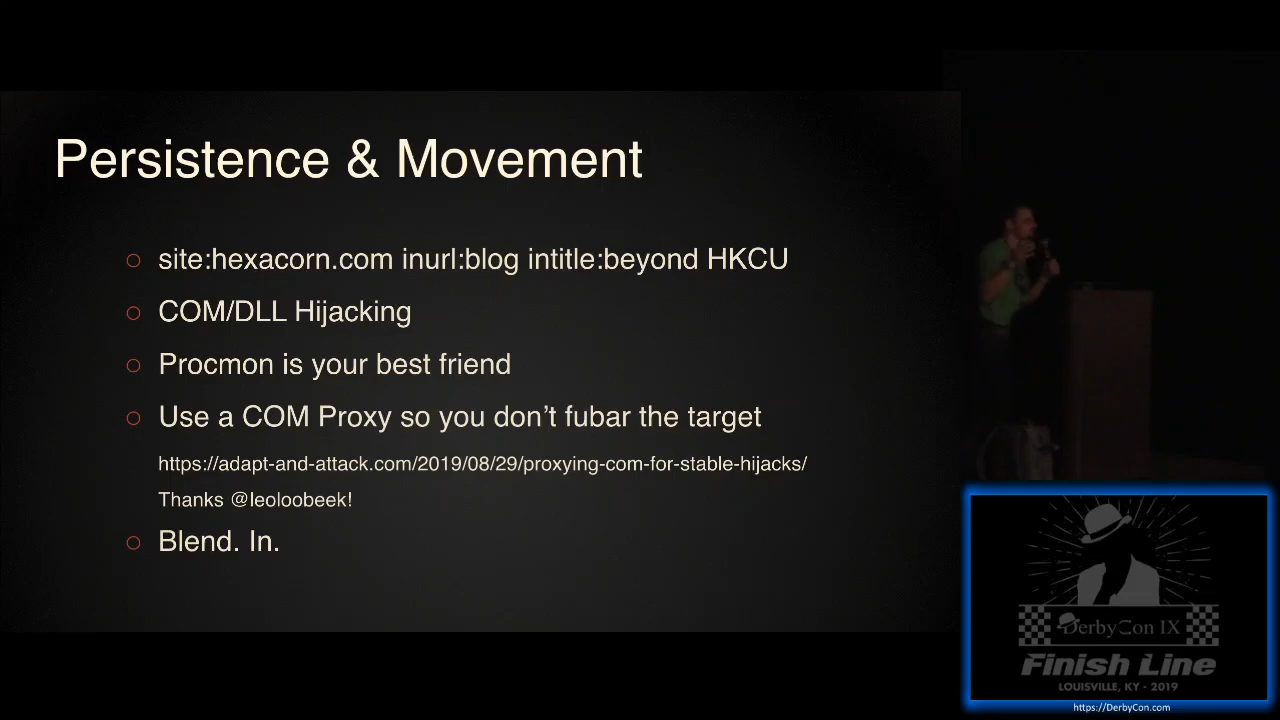 Persistence & Movement
site:hexacorn.com inurl:blog intitle:beyond HKCU
COM/DLL Hijacking
Procmon is your best friend
Use a COM Proxy so you don’t fubar the target
https://adapt-and-attack.com/2019/08/29/proxying-com-for-stable-hijacks/
Thanks @leoloobeek!
Blend. In.
DerbyCon IX
Finish Line
LOUISVILLE, KY - 2019
https://DerbyCon.com